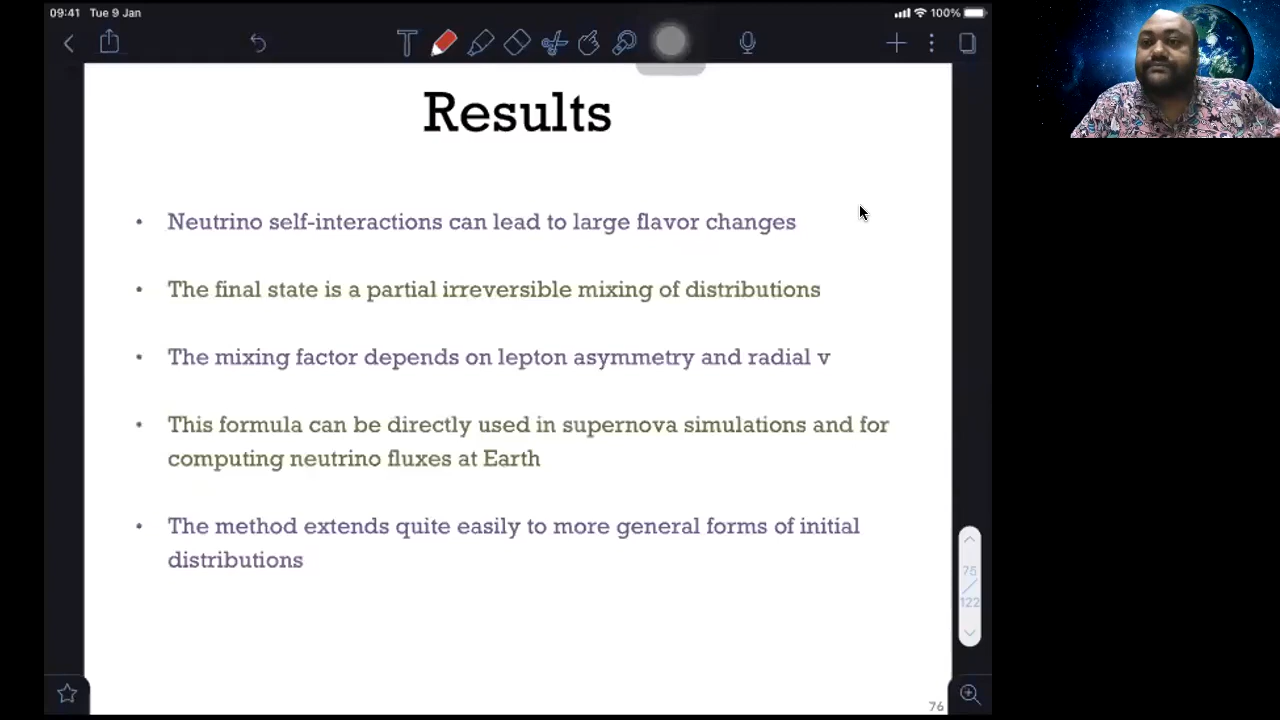 09:41 Tue 9 Jan
100%
Results
• Neutrino self-interactions can lead to large flavor changes
• The final state is a partial irreversible mixing of distributions
• The mixing factor depends on lepton asymmetry and radial v
• This formula can be directly used in supernova simulations and for
computing neutrino fluxes at Earth
• The method extends quite easily to more general forms of initial
distributions
75
/
122
76